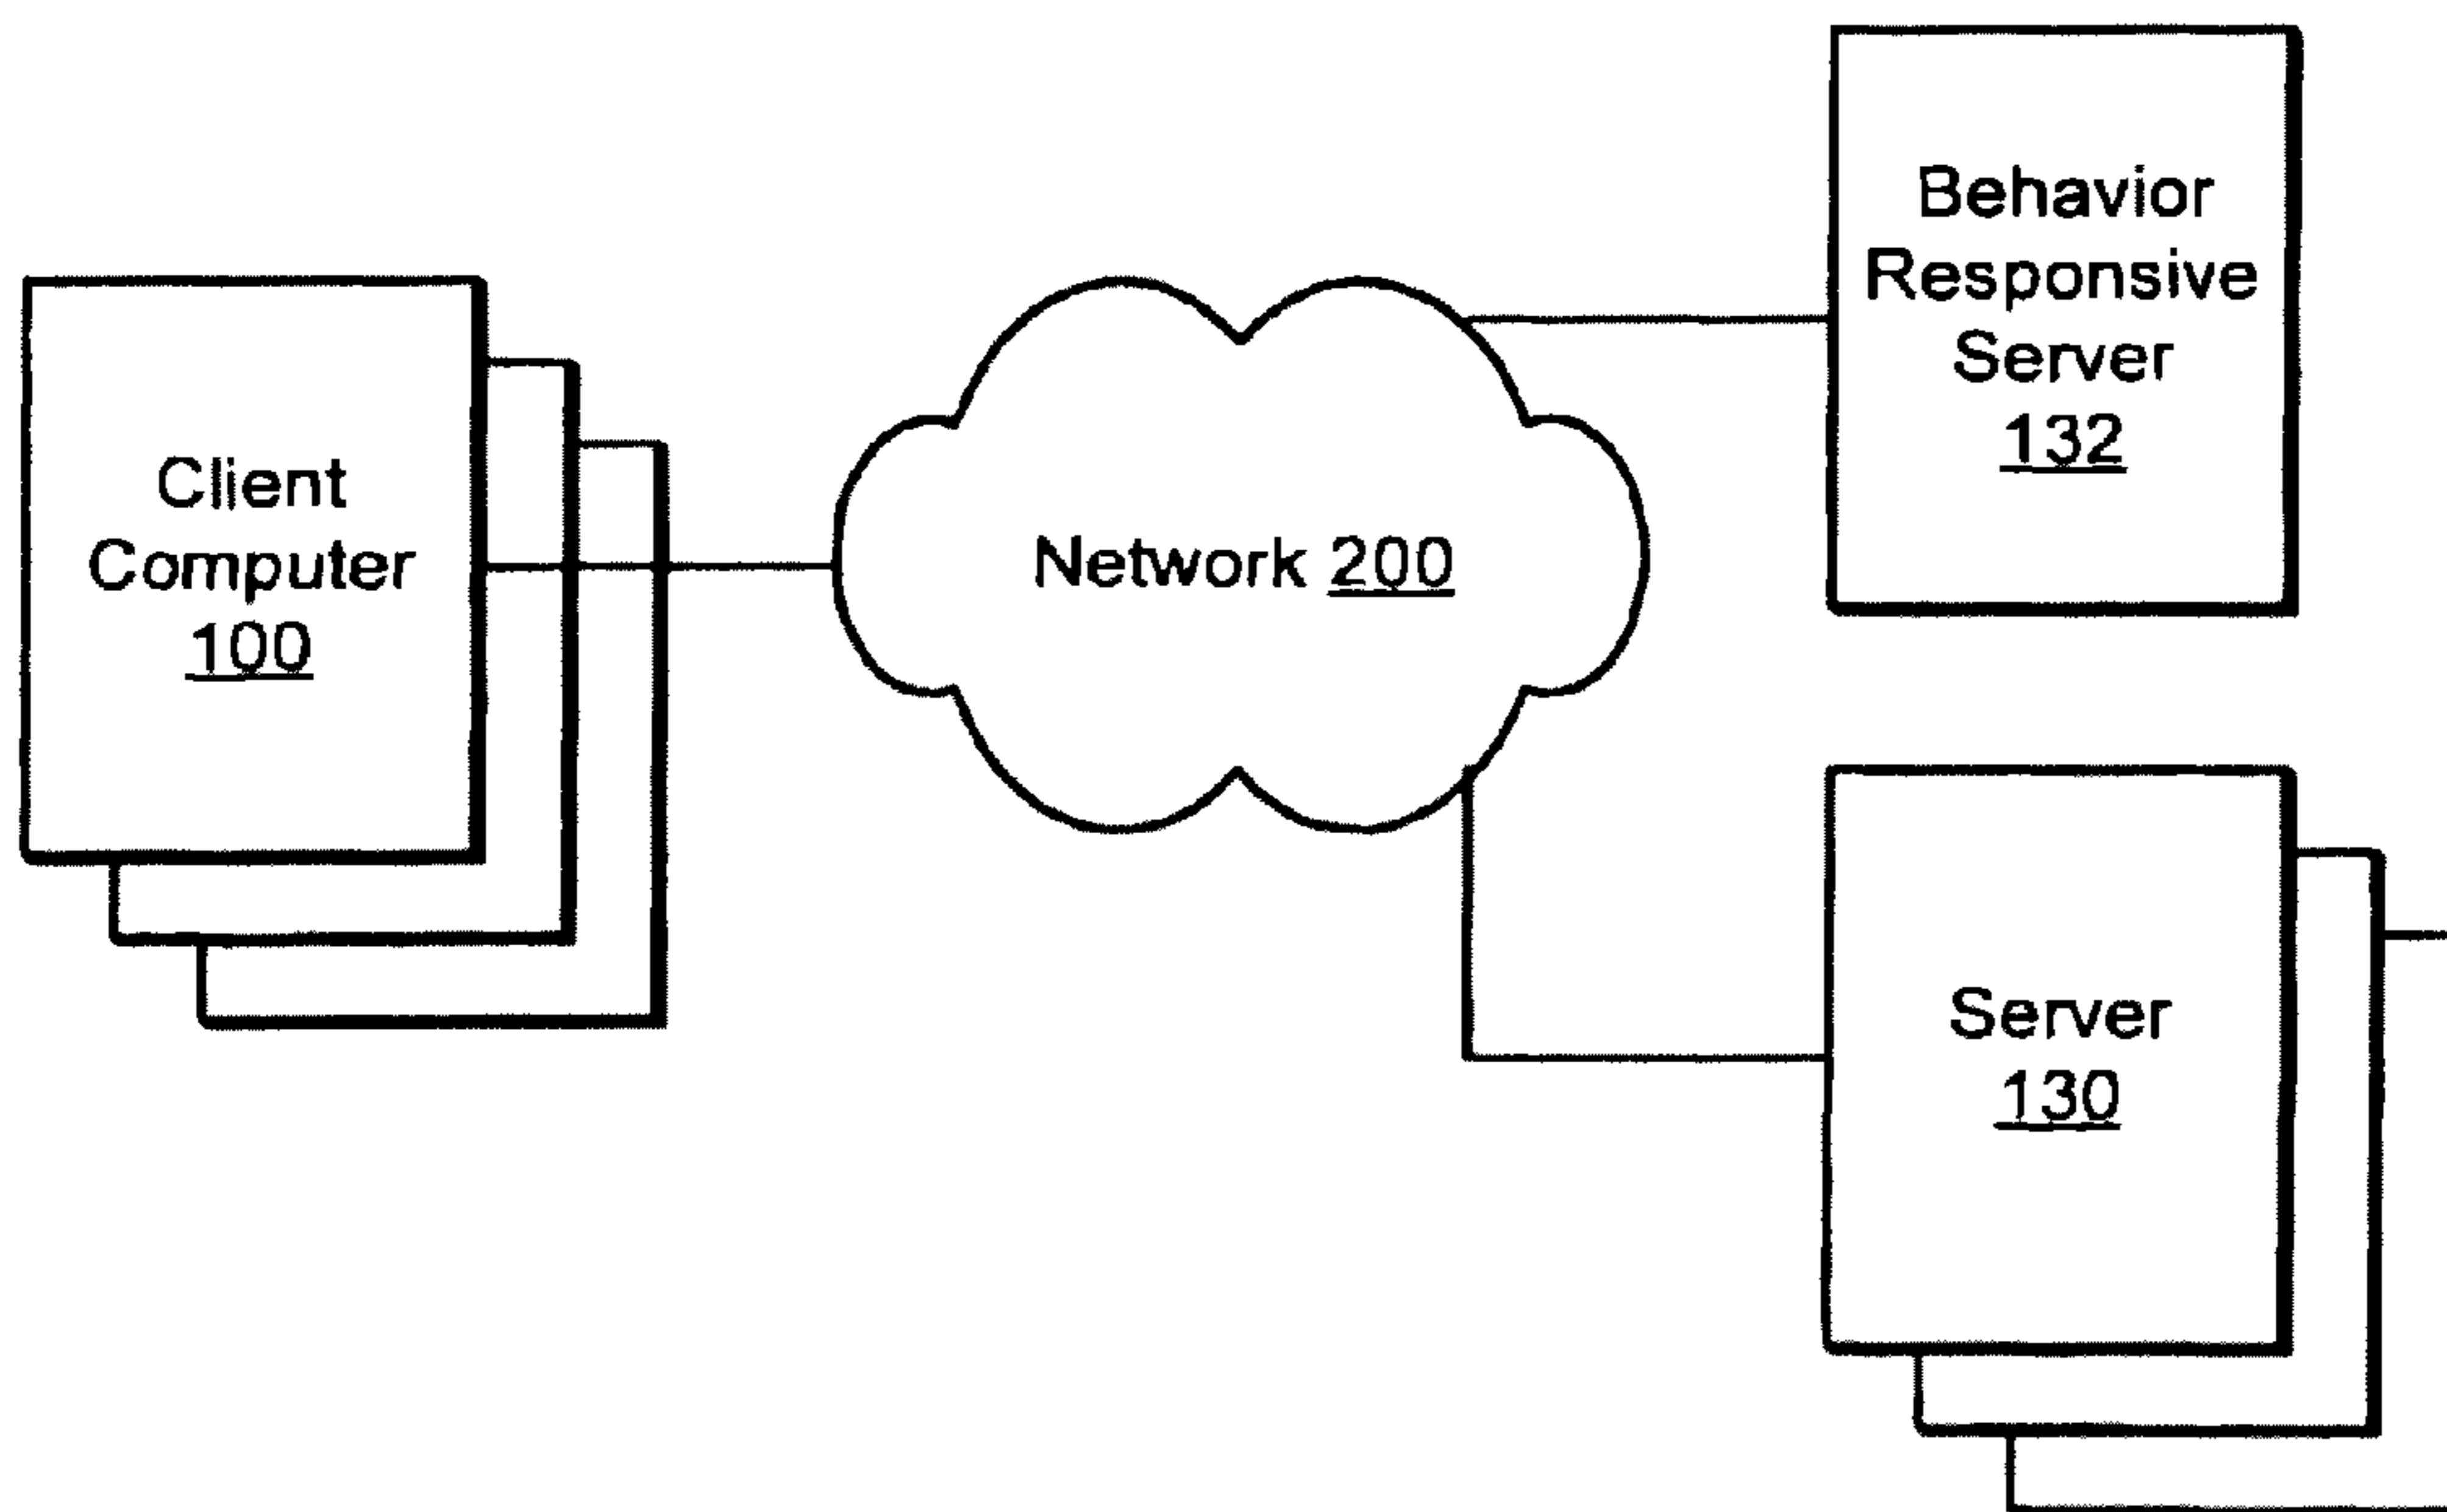 Client
Computer
100
Network 200
Behavior
Responsive
Server
132
Server
130